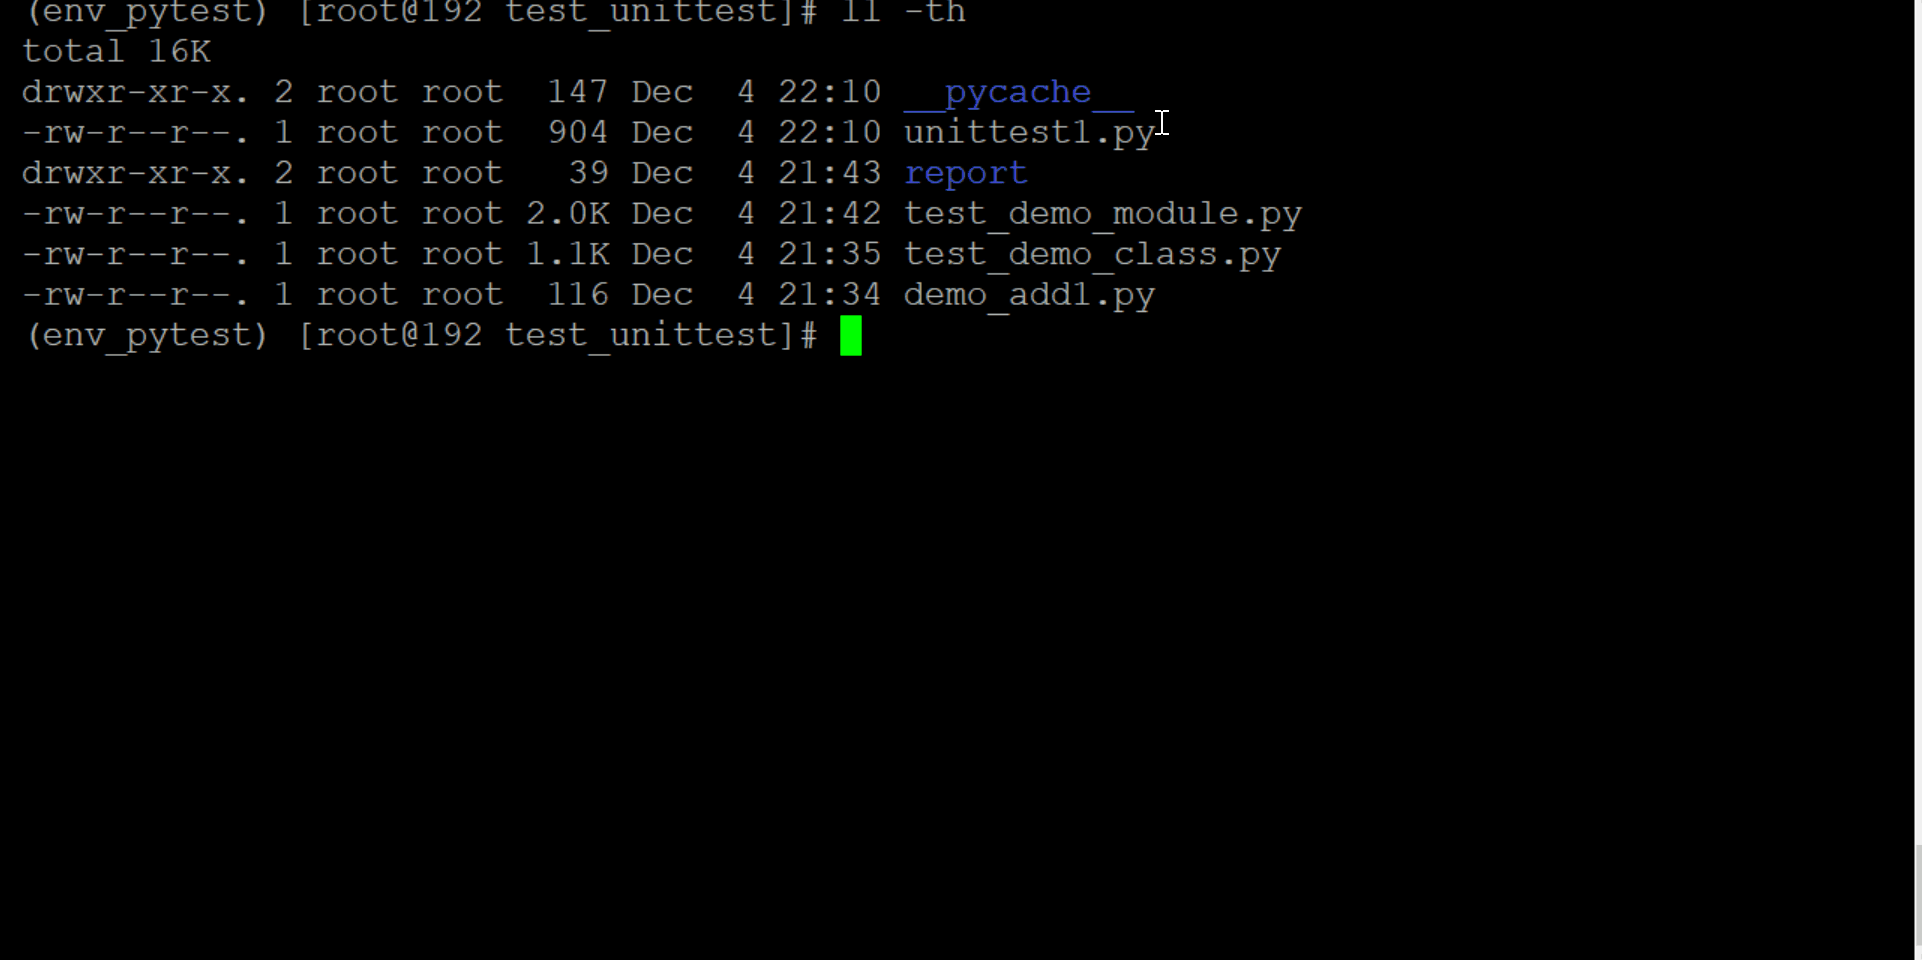 (env_pytest) [root@192 test_unittest]# ll -th
total 16K
drwxr-xr-x. 2 root root  147 Dec  4 22:10 __pycache__
-rw-r--r--. 1 root root  904 Dec  4 22:10 unittest1.py
drwxr-xr-x. 2 root root   39 Dec  4 21:43 report
-rw-r--r--. 1 root root 2.0K Dec  4 21:42 test_demo_module.py
-rw-r--r--. 1 root root 1.1K Dec  4 21:35 test_demo_class.py
-rw-r--r--. 1 root root  116 Dec  4 21:34 demo_add1.py
(env_pytest) [root@192 test_unittest]#